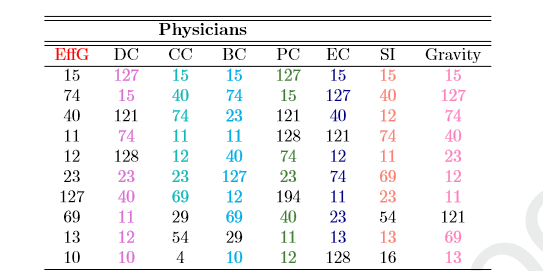 Physicians
EffG DC CC BC PC EC SI Gravity
15 127 15 15 127 15 15 15
74 15 40 74 15 127 40 127
40 121 74 23 121 40 12 74
11 74 11 11 128 121 74 40
12 128 12 40 74 12 11 23
23 23 23 127 23 74 69 12
127 40 69 12 194 11 23 11
69 11 29 69 40 23 54 121
13 12 54 29 11 13 13 69
10 10 4 10 12 128 16 13